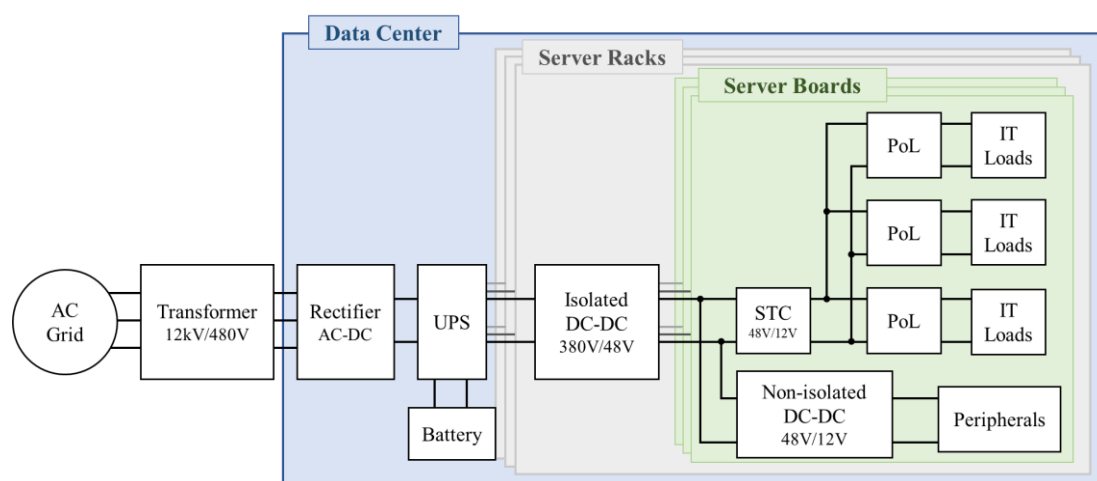 Data Center
Server Racks
Server Boards
PoL
IT
Loads
PoL
IT
Loads
AC
Grid
Transformer
12kV/480V
Rectifier
AC-DC
UPS
Isolated
DC-DC
380V/48V
STC
48V/12V
PoL
IT
Loads
Battery
Non-isolated
DC-DC
48V/12V
Peripherals